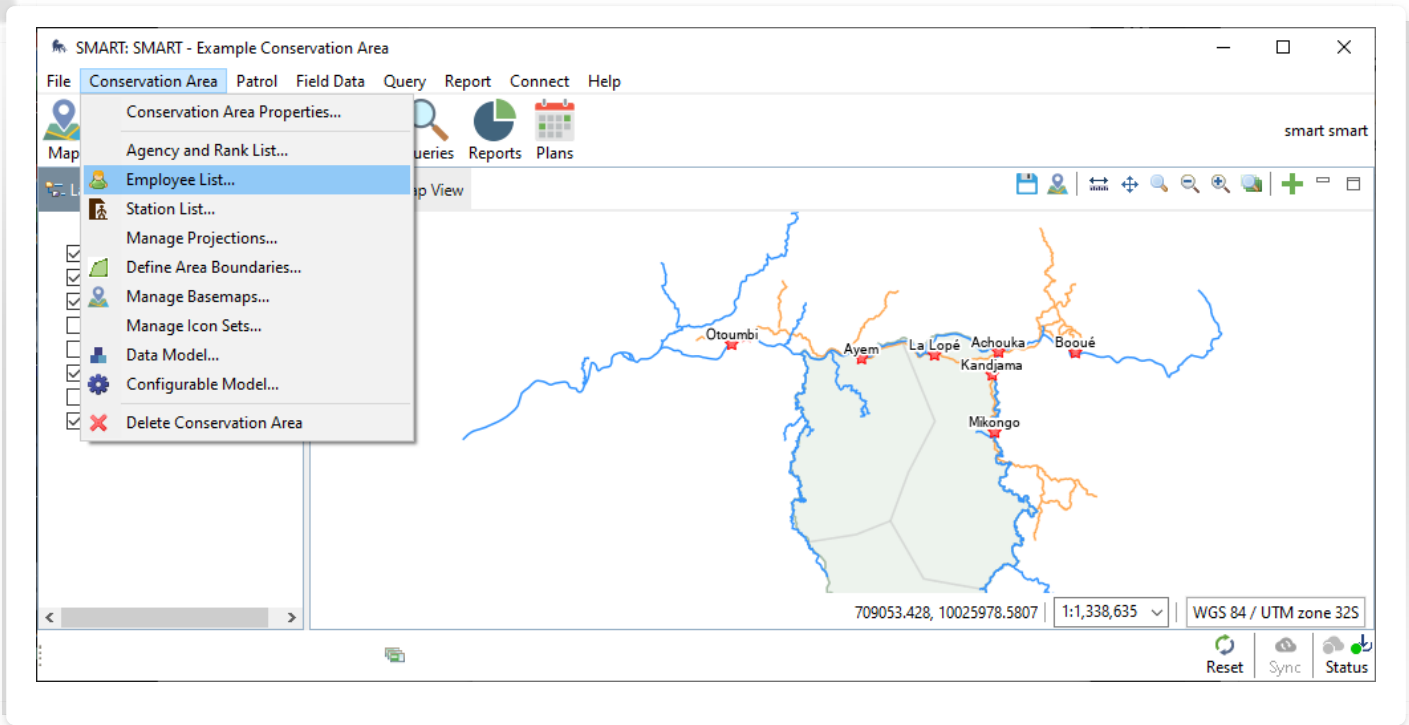 SMART: SMART - Example Conservation Area
File Conservation Area Patrol Field Data Query Report Connect Help
Conservation Area Properties...
Agency and Rank List...
Employee List...
Station List...
Manage Projections...
Define Area Boundaries...
Manage Basemaps...
Manage Icon Sets...
Data Model...
Configurable Model...
Delete Conservation Area
Map ueries Reports Plans
smart smart
L ap View
Otoumbi
Ayem
La Lopé
Achouka
Booué
Kandjama
Mikongo
709053.428, 10025978.5807 1:1,338,635 WGS 84 / UTM zone 32S
Reset Sync Status